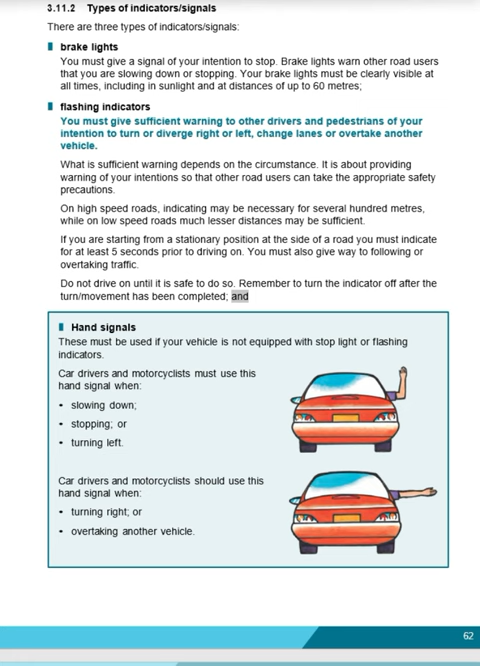 3.11.2 Types of indicators/signals
There are three types of indicators/signals:
brake lights
You must give a signal of your intention to stop. Brake lights warn other road users
that you are slowing down or stopping. Your brake lights must be clearly visible at
all times, including in sunlight and at distances of up to 60 metres;
flashing indicators
You must give sufficient warning to other drivers and pedestrians of your
intention to turn or diverge right or left, change lanes or overtake another
vehicle.
What is sufficient warning depends on the circumstance. It is about providing
warning of your intentions so that other road users can take the appropriate safety
precautions.
On high speed roads, indicating may be necessary for several hundred metres,
while on low speed roads much lesser distances may be sufficient.
If you are starting from a stationary position at the side of a road you must indicate
for at least 5 seconds prior to driving on. You must also give way to following or
overtaking traffic.
Do not drive on until it is safe to do so. Remember to turn the indicator off after the
turn/movement has been completed; and
Hand signals
These must be used if your vehicle is not equipped with stop light or flashing
indicators.
Car drivers and motorcyclists must use this
hand signal when:
• slowing down;
• stopping; or
• turning left.
Car drivers and motorcyclists should use this
hand signal when:
• turning right; or
• overtaking another vehicle.
62